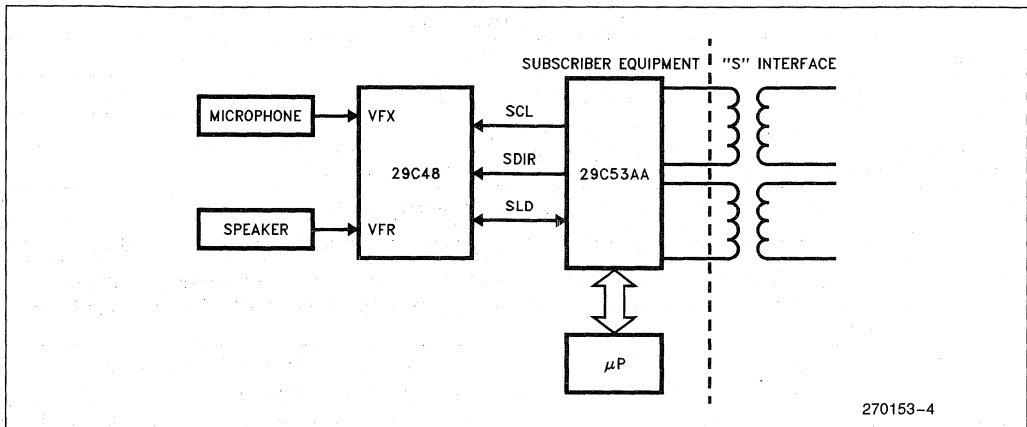 SUBSCRIBER EQUIPMENT "S" INTERFACE
MICROPHONE
VFX
SCL
SDIR
29C48
29C53AA
SLD
SPEAKER
VFR
μP
270153-4